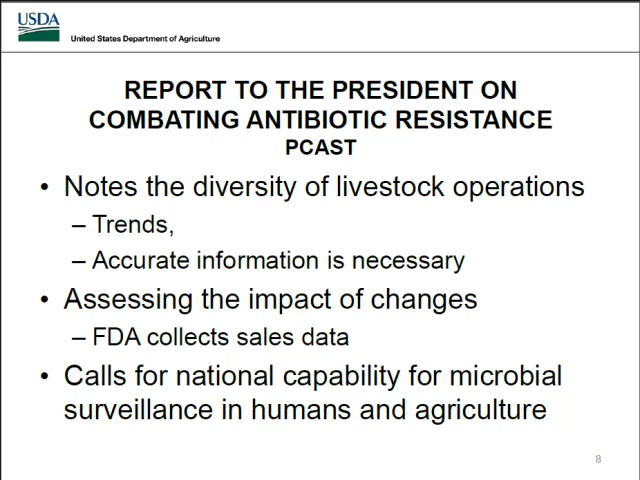 USDA
United States Department of Agriculture
REPORT TO THE PRESIDENT ON
COMBATING ANTIBIOTIC RESISTANCE
PCAST
• Notes the diversity of livestock operations
– Trends,
– Accurate information is necessary
• Assessing the impact of changes
– FDA collects sales data
• Calls for national capability for microbial
surveillance in humans and agriculture
8